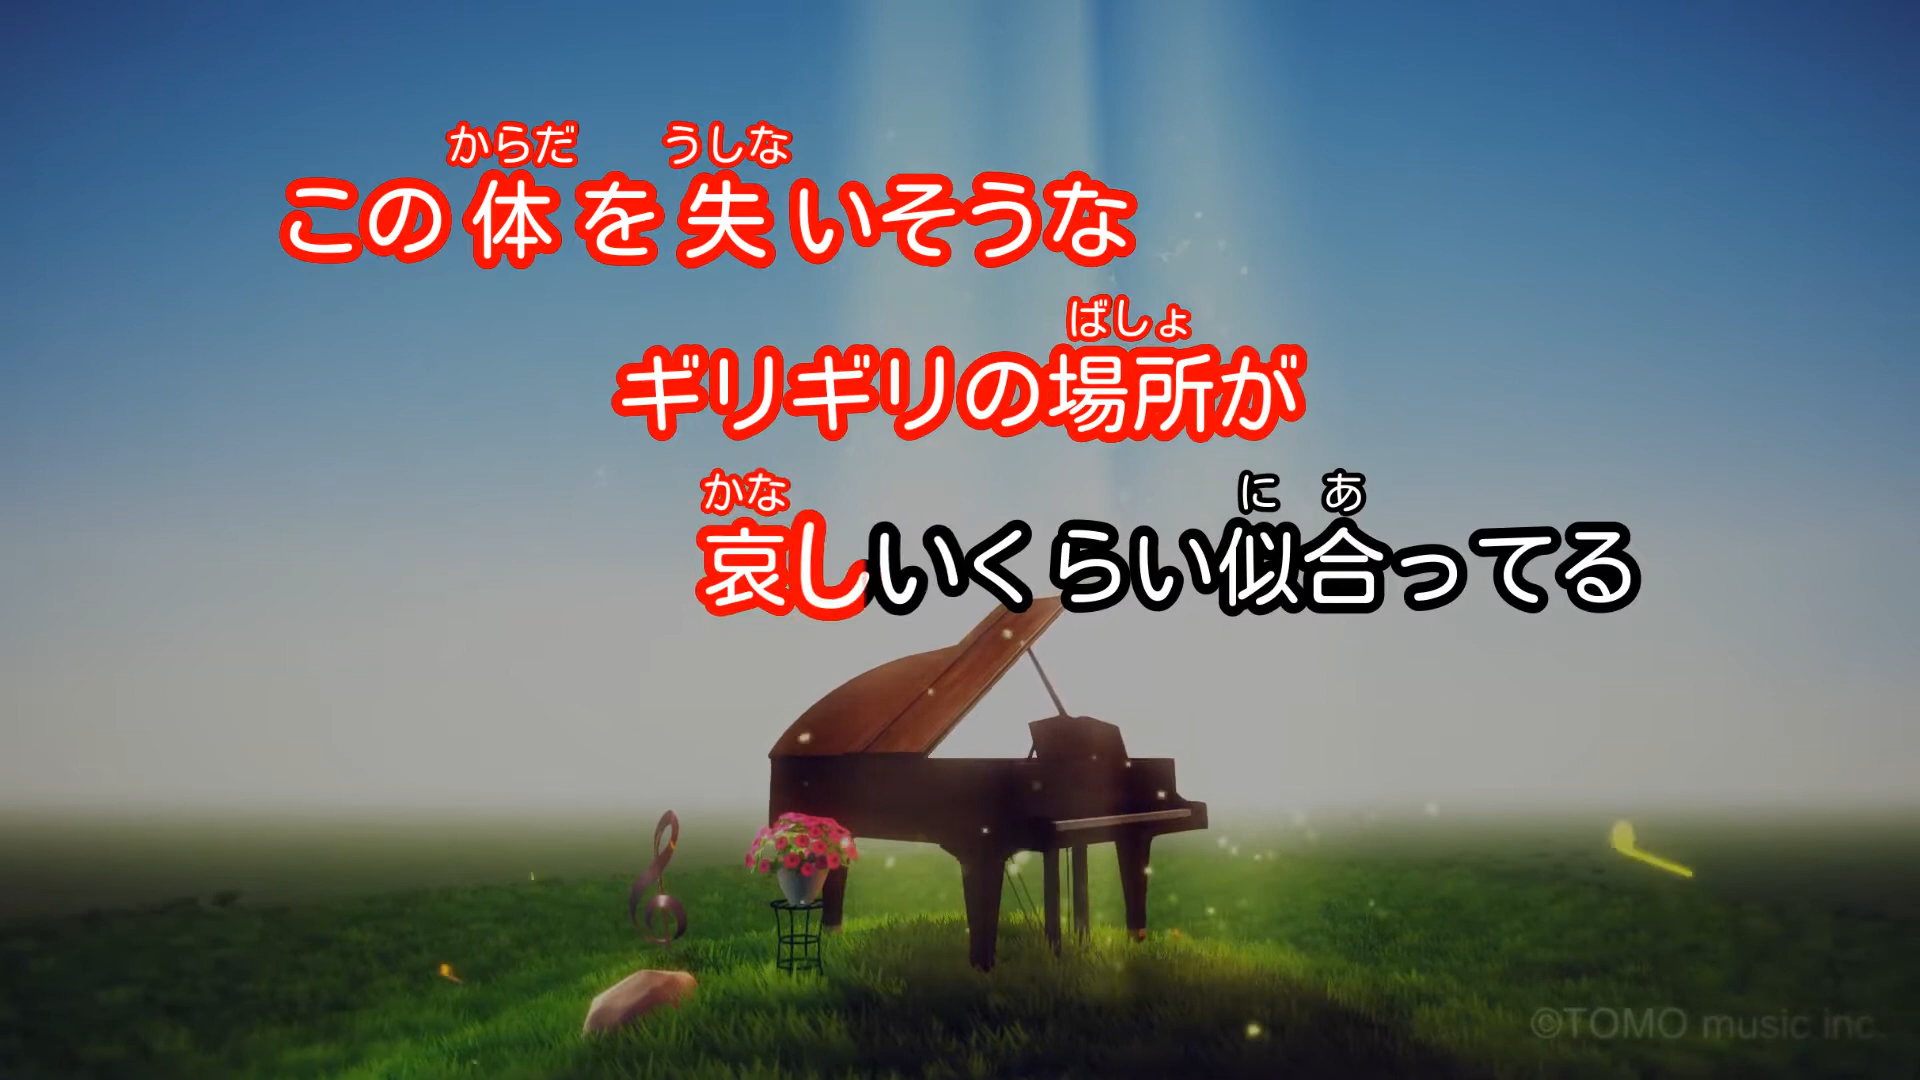 からだ うしな
この体を失いそうな
ばしょ
ギリギリの場所が
かな に あ
哀しいくらい似合ってる
©TOMO music inc